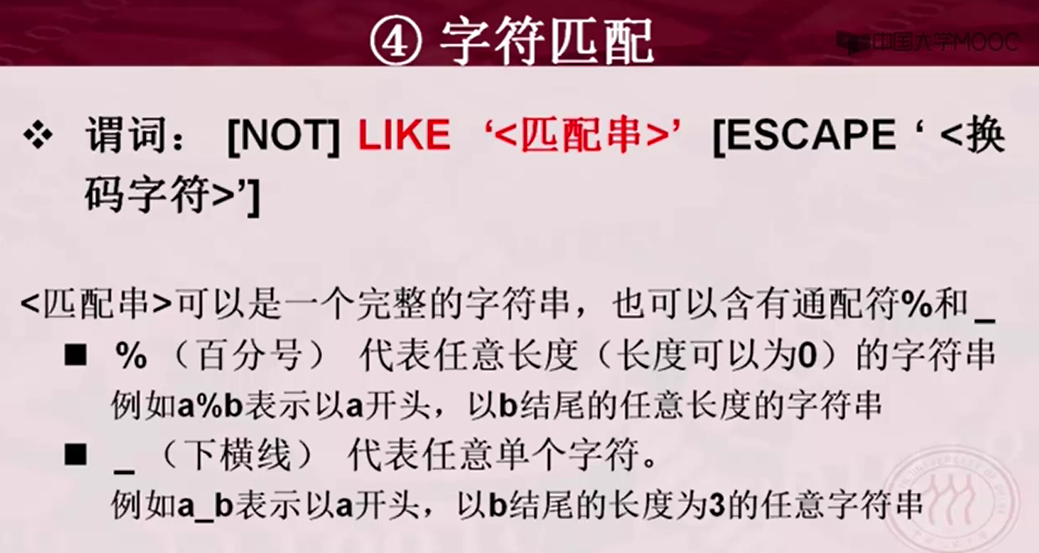 ④ 字符匹配
中国大学MOOC
❖ 谓词： [NOT] LIKE ‘<匹配串>’ [ESCAPE ‘ <换
码字符>’]
<匹配串>可以是一个完整的字符串，也可以含有通配符%和_
■ % （百分号） 代表任意长度（长度可以为0）的字符串
例如a%b表示以a开头，以b结尾的任意长度的字符串
■ _ （下横线） 代表任意单个字符。
例如a_b表示以a开头，以b结尾的长度为3的任意字符串